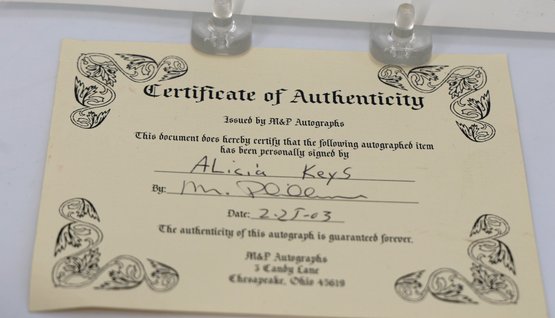 Certificate of Authenticity
Issued by M&P Autographs
This document does hereby certify that the following autographed item
has been personally signed by
ALicia Keys
By: M.
Date: 2-25-03
The authenticity of this autograph is guaranteed forever.
M&P Autographs
3 Candy Lane
Chesapeake, Ohio 45619